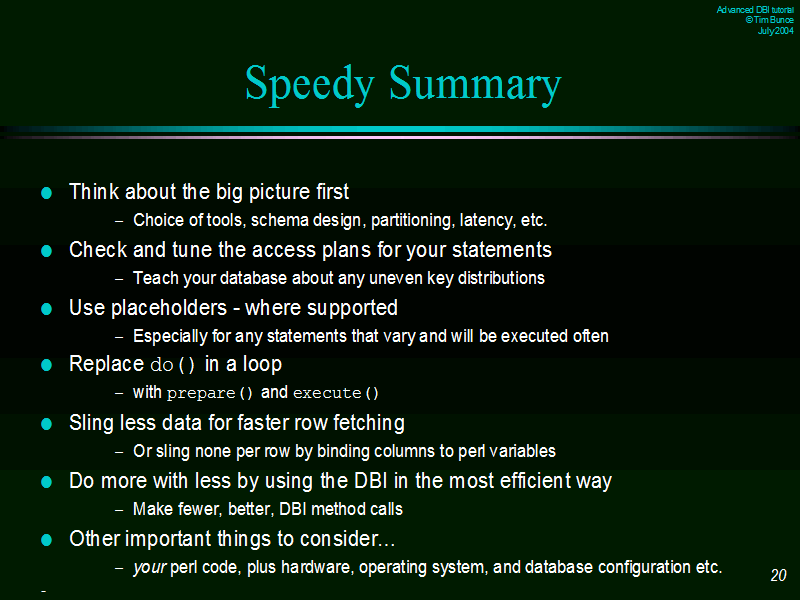 Advanced DBI tutorial
© Tim Bunce
July 2004
Speedy Summary
Think about the big picture first
– Choice of tools, schema design, partitioning, latency, etc.
Check and tune the access plans for your statements
– Teach your database about any uneven key distributions
Use placeholders - where supported
– Especially for any statements that vary and will be executed often
Replace do() in a loop
– with prepare() and execute()
Sling less data for faster row fetching
– Or sling none per row by binding columns to perl variables
Do more with less by using the DBI in the most efficient way
– Make fewer, better, DBI method calls
Other important things to consider…
– your perl code, plus hardware, operating system, and database configuration etc.
-
20